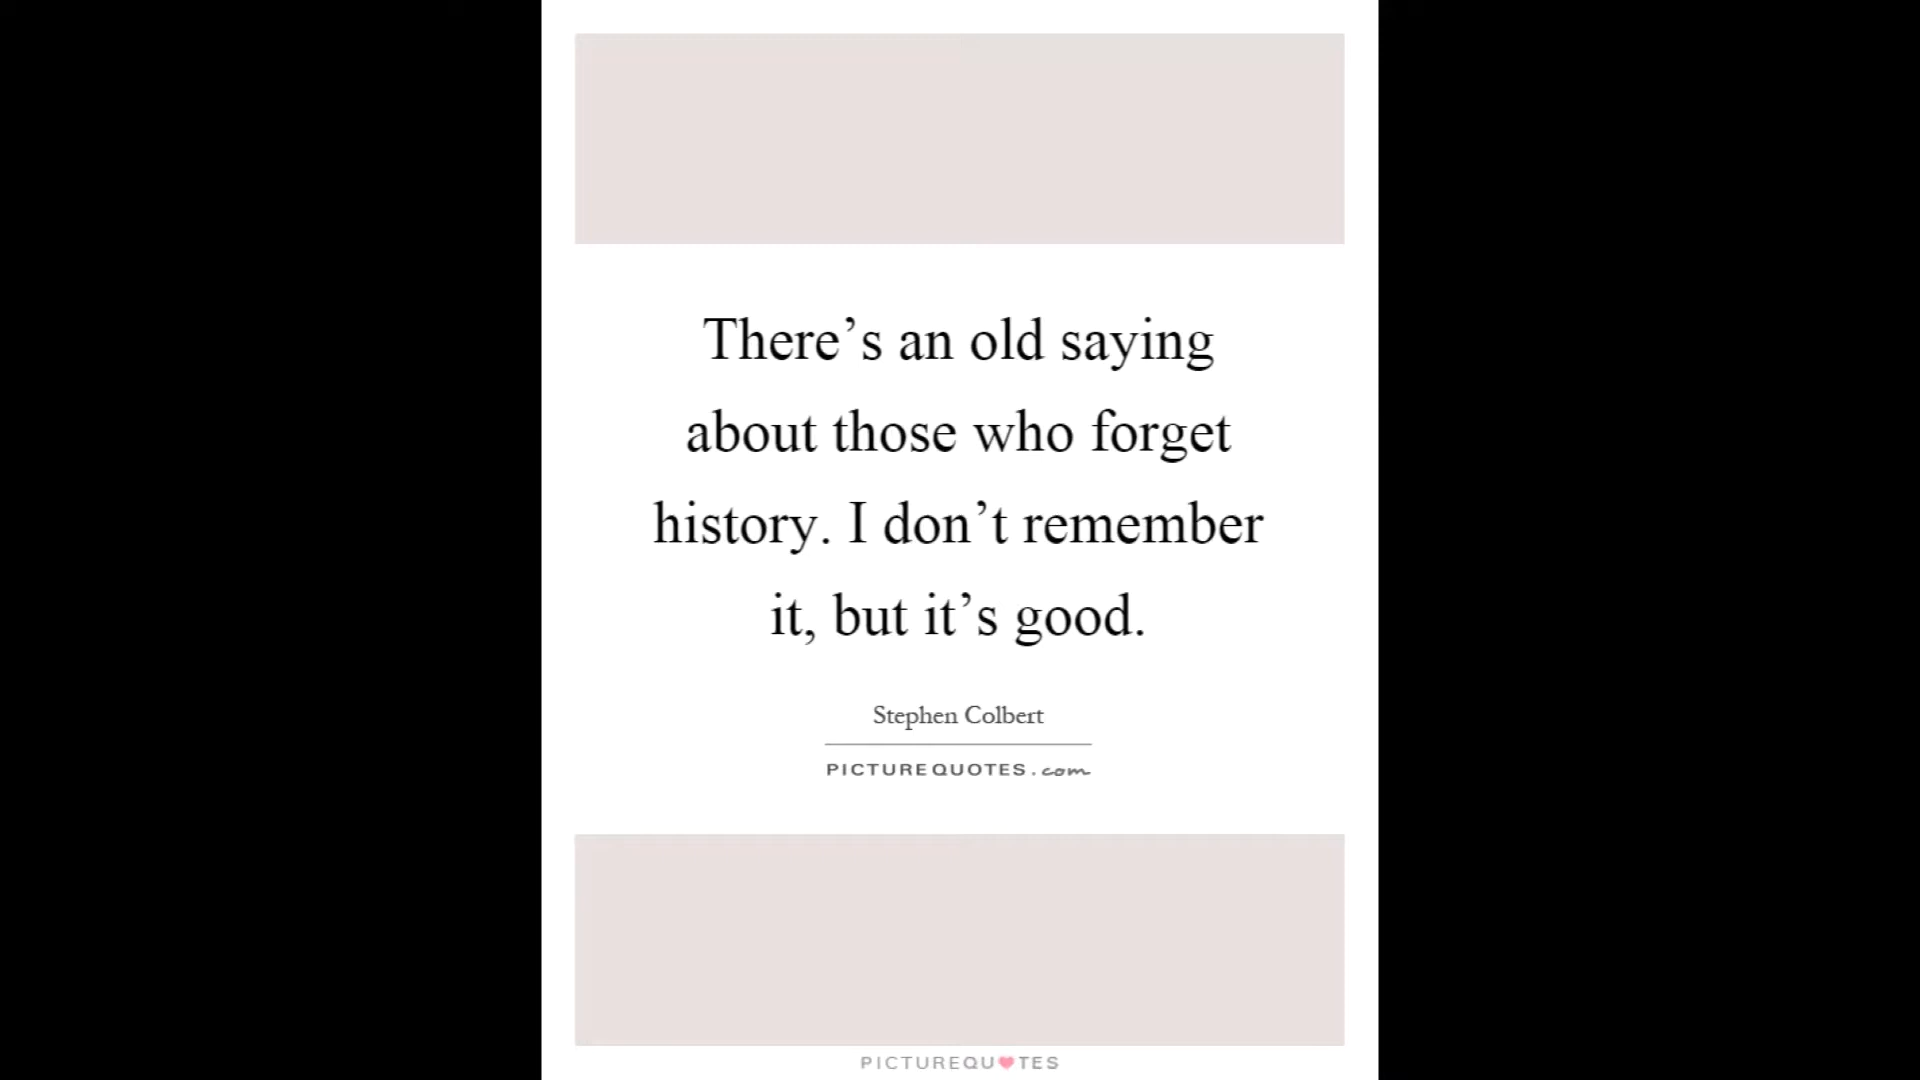 There’s an old saying
about those who forget
history. I don’t remember
it, but it’s good.
Stephen Colbert
PICTUREQUOTES.com
PICTUREQU♥TES